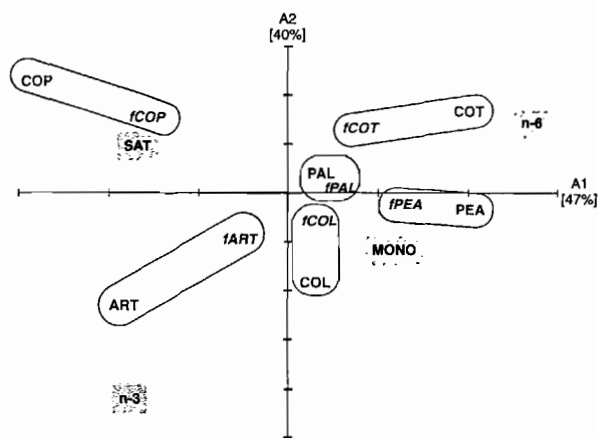 A2
[40%]
COP
fCOP
SAT
fCOT
COT
n-6
PAL
fPAL
A1
[47%]
fPEA
PEA
fCOL
COL
MONO
fART
ART
n-3